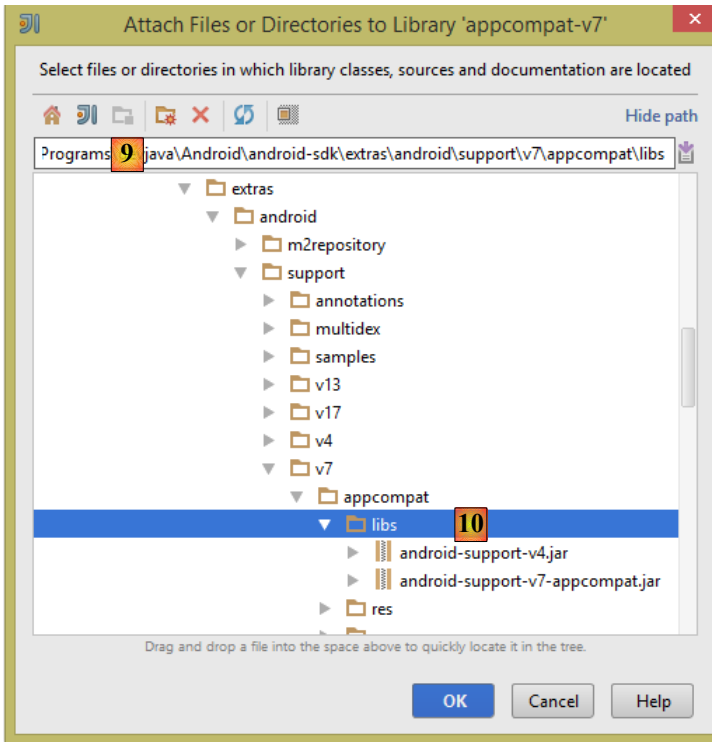 Attach Files or Directories to Library 'appcompat-v7'
Select files or directories in which library classes, sources and documentation are located
Hide path
Programs 9 java\Android\android-sdk\extras\android\support\v7\appcompat\libs
extras
android
m2repository
support
annotations
multidex
samples
v13
v17
v4
v7
appcompat
libs 10
android-support-v4.jar
android-support-v7-appcompat.jar
res
Drag and drop a file into the space above to quickly locate it in the tree.
OK Cancel Help